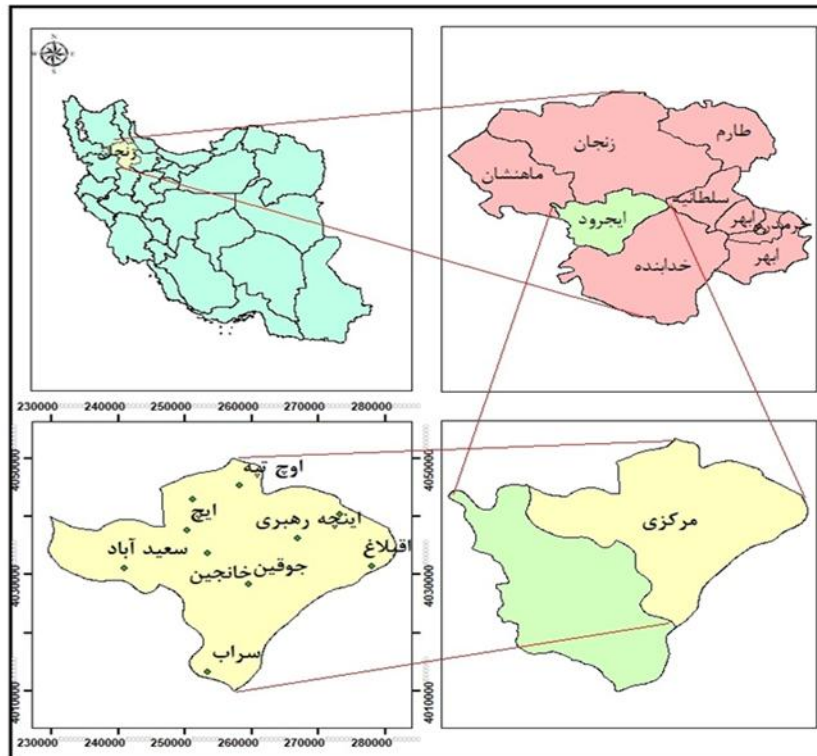 N
E
S
زنجان
طارم
زنجان
ماهنشان
سلطانیه
ایجرود
ابهر
خرمدره
ابهر
خدابنده
230000 240000 250000 260000 270000 280000
4050000
4030000
4010000
4050000
4030000
4010000
اوچ تپه
ایچ
اینچه رهبری
سعید آباد
اقبلاغ
جوقین
خانجین
سراب
230000 240000 250000 260000 270000 280000
مرکزی